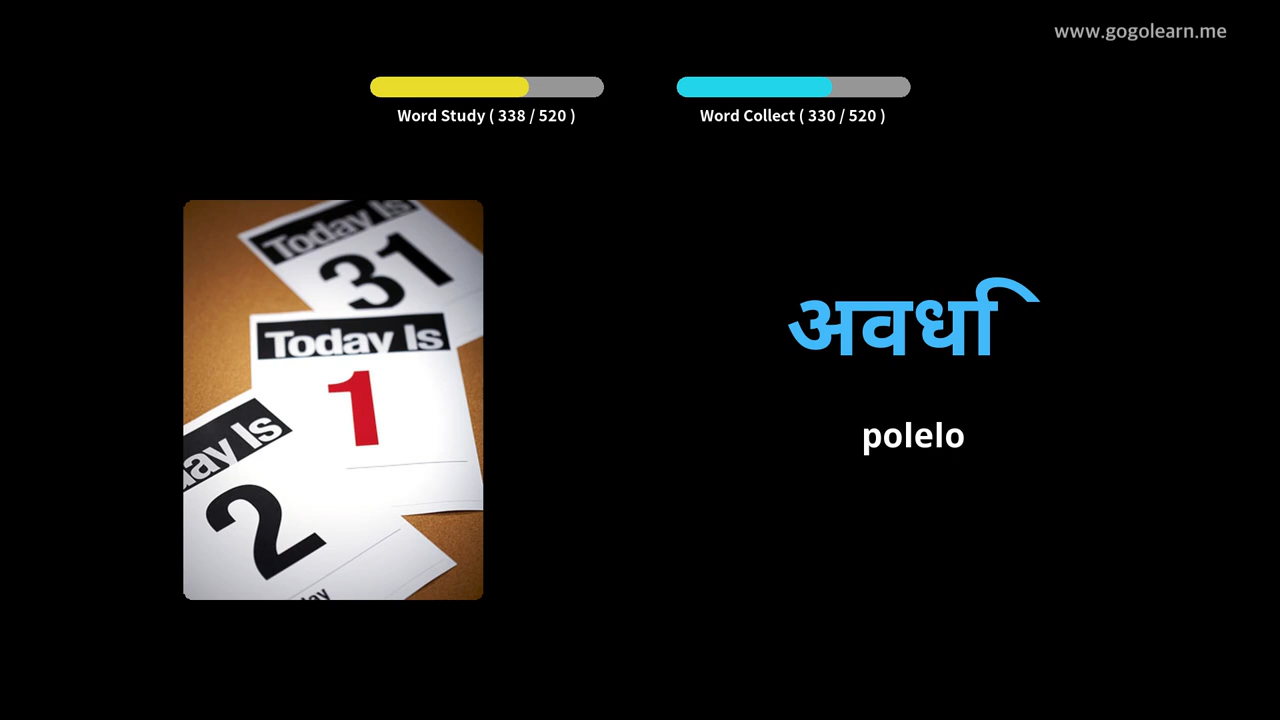 www.gogolearn.me
Word Study ( 338 / 520 )
Word Collect ( 330 / 520 )
Today Is
31
Today Is
1
ay Is
2
अवधि
polelo